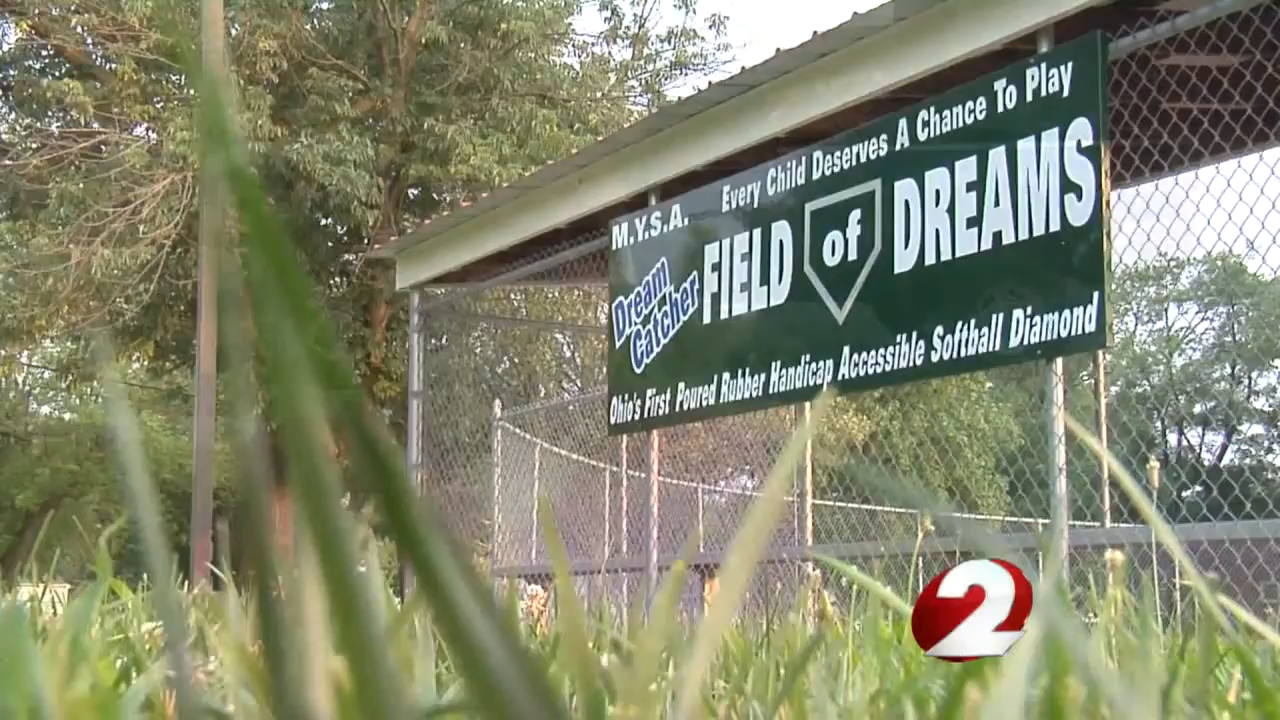 Every Child Deserves A Chance To Play
M.Y.S.A.
FIELD of DREAMS
Dream
Catcher
Ohio's First Poured Rubber Handicap Accessible Softball Diamond
2